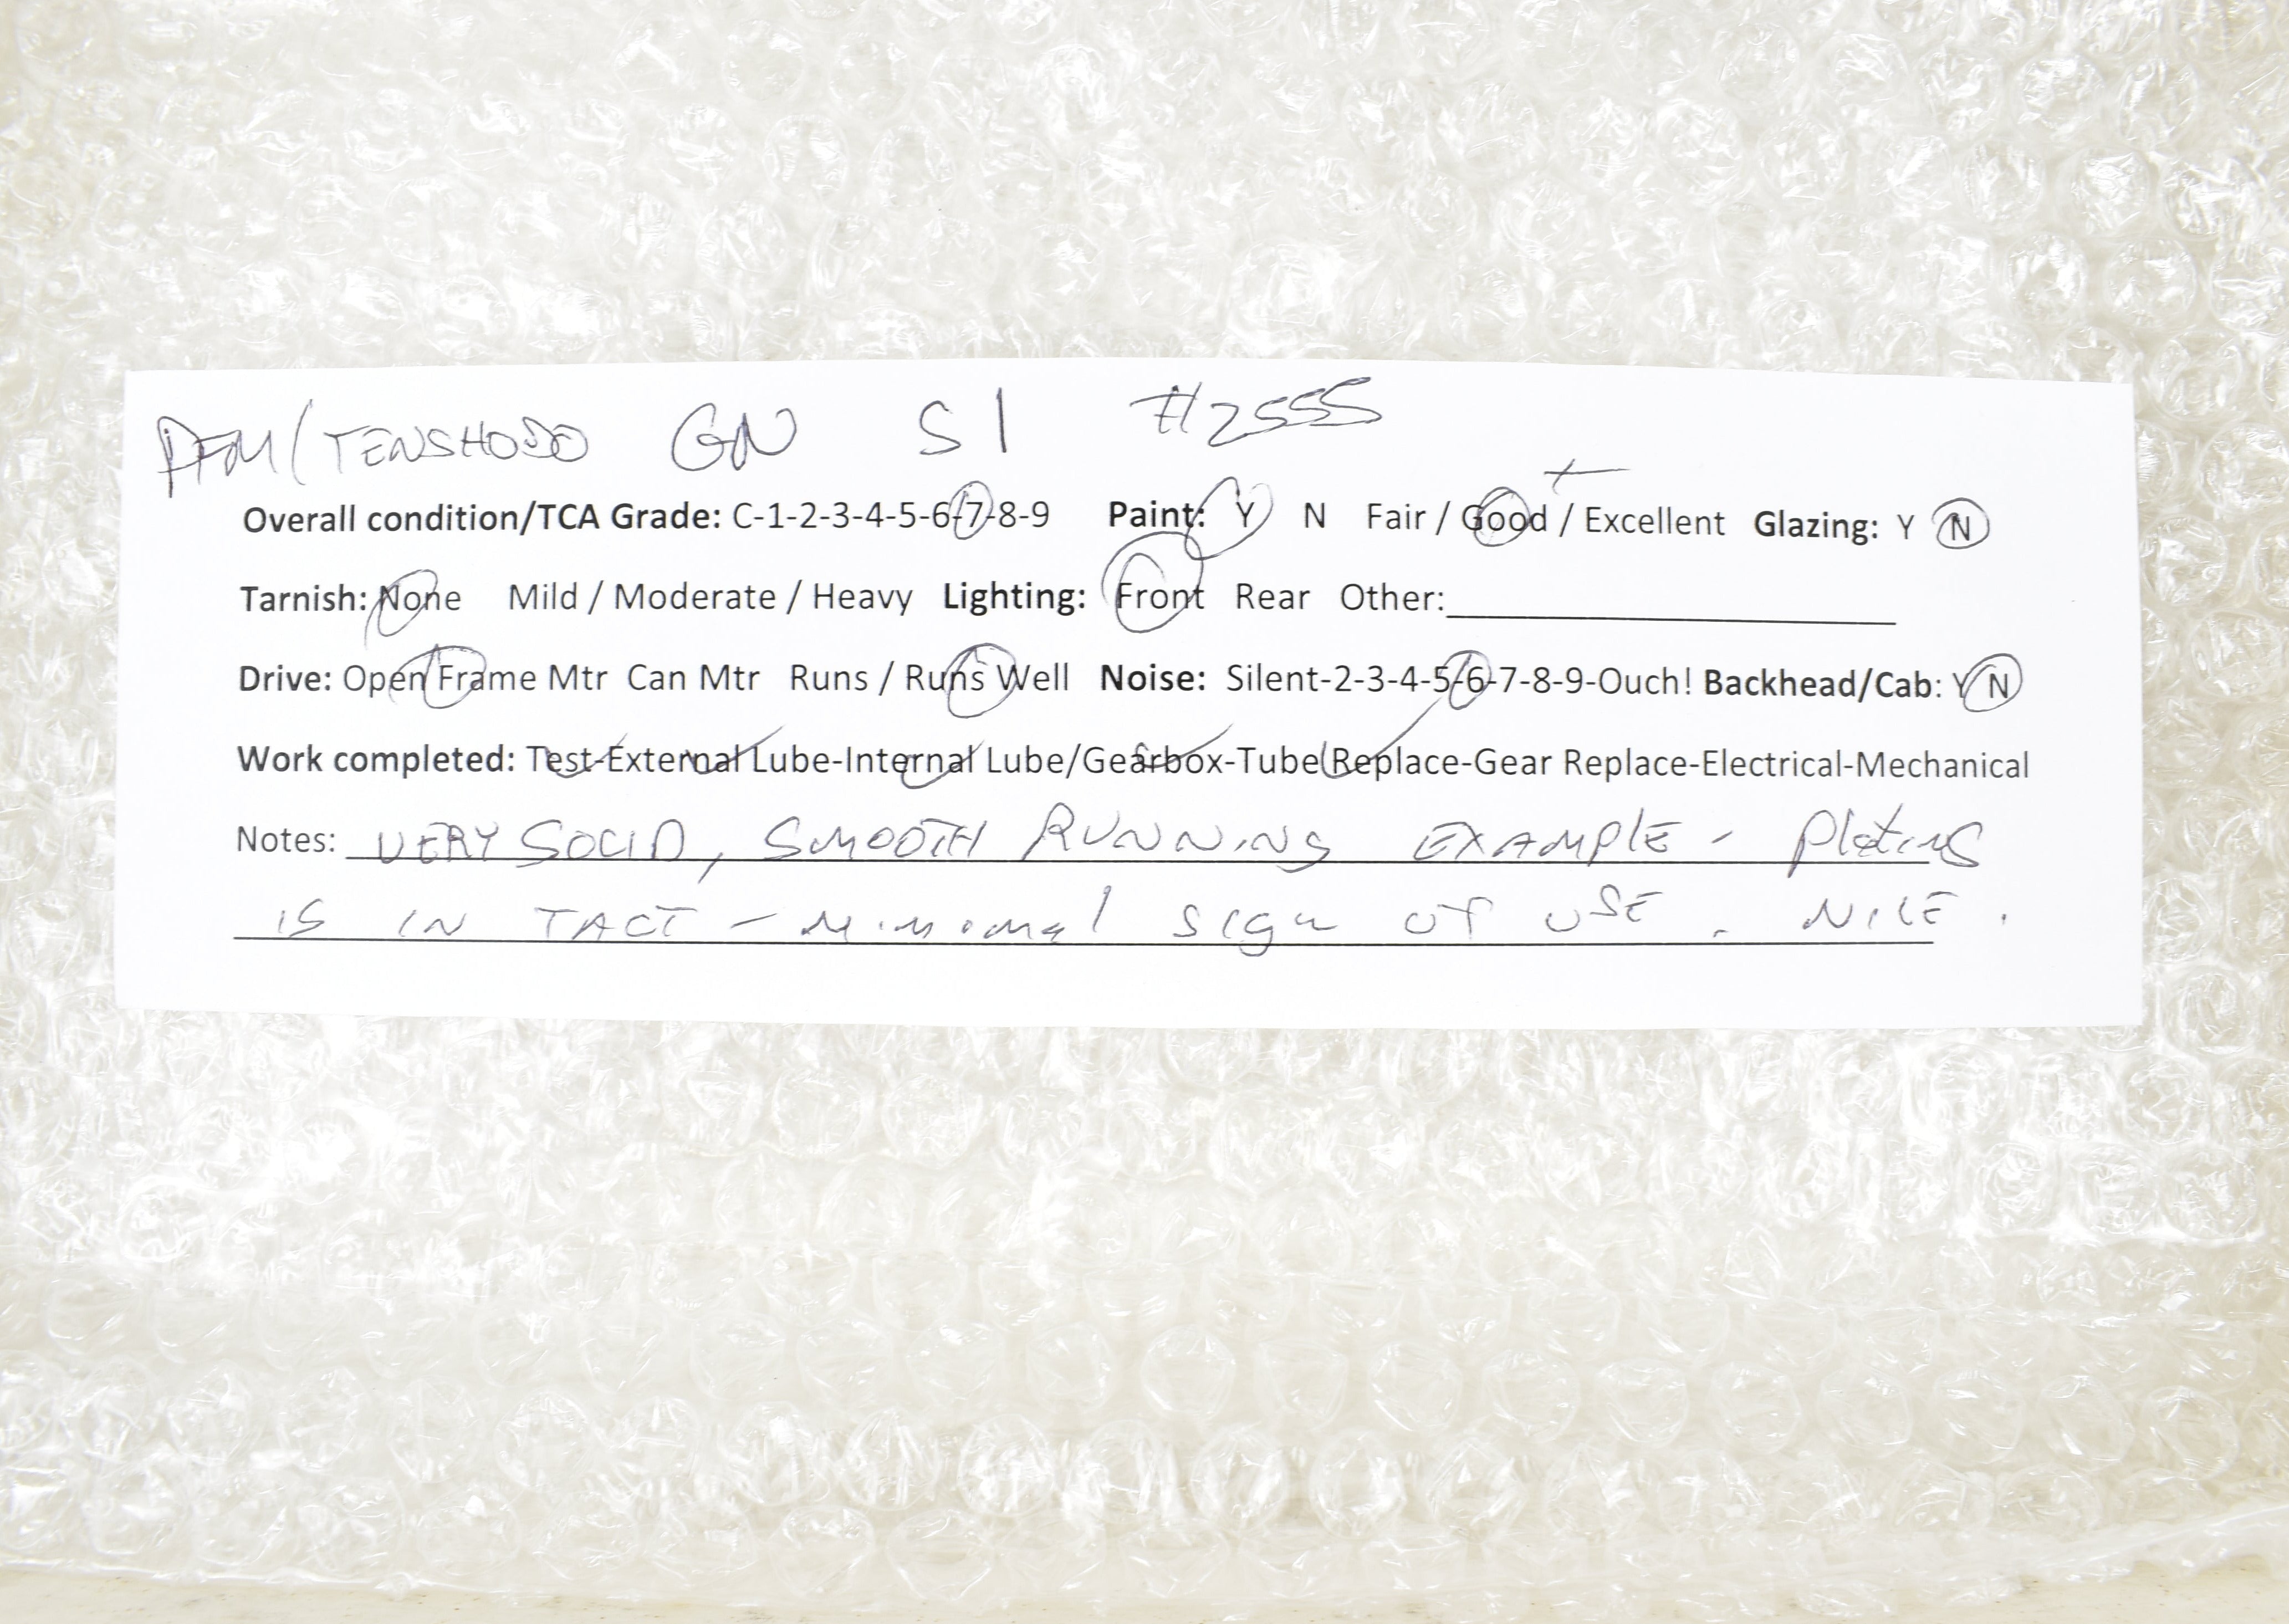 PFM/TENSHODO GN S1 #2555
Overall condition/TCA Grade: C-1-2-3-4-5-6-7-8-9 Paint: Y N Fair / Good / Excellent Glazing: Y N
Tarnish: None Mild / Moderate / Heavy Lighting: Front Rear Other:
Drive: Open Frame Mtr Can Mtr Runs / Runs Well Noise: Silent-2-3-4-5-6-7-8-9-Ouch! Backhead/Cab: Y N
Work completed: Test-External Lube-Internal Lube/Gearbox-Tube Replace-Gear Replace-Electrical-Mechanical
Notes: VERY SOLID, SMOOTH RUNNING EXAMPLE - Plating
IS IN TACT - Minimal sign OF USE. NICE.